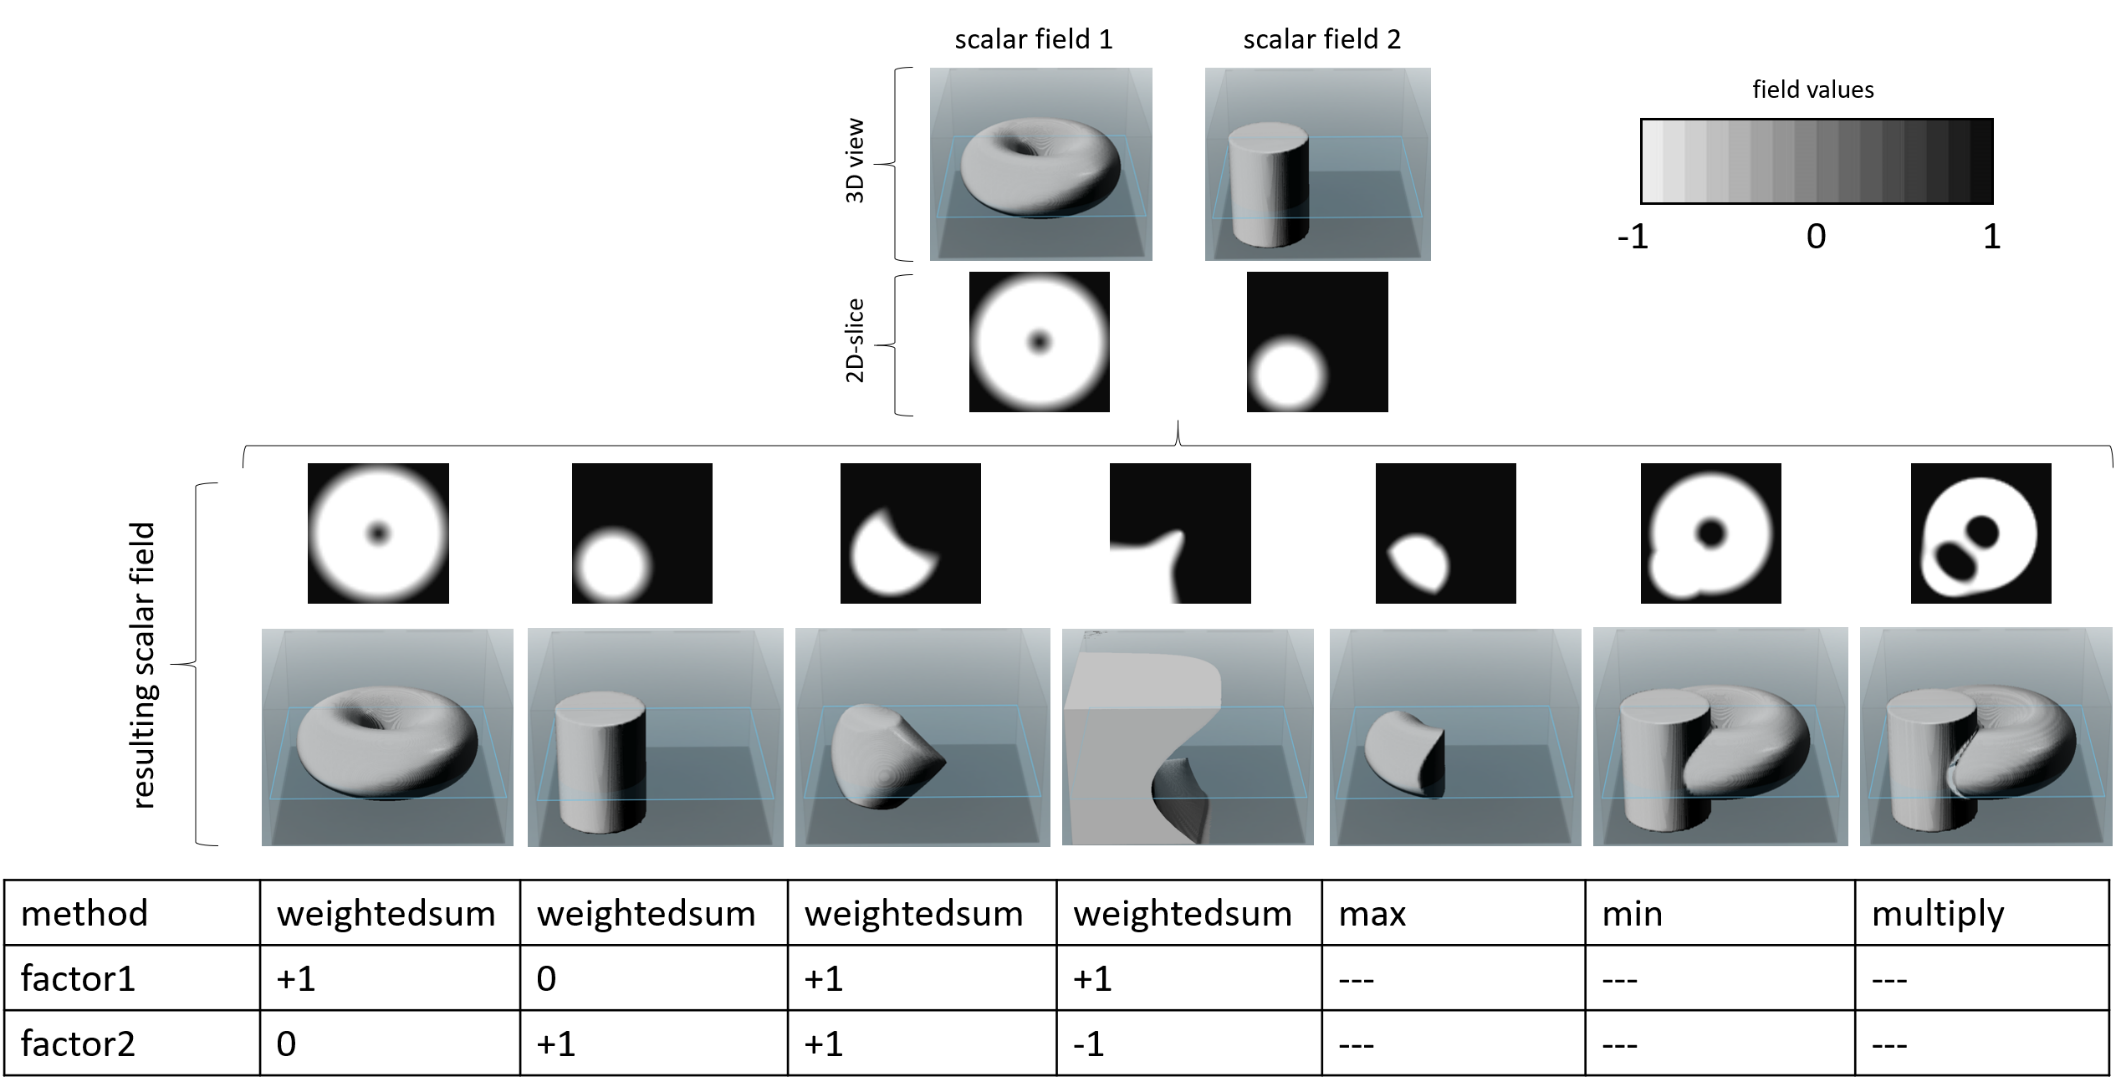 scalar field 1
scalar field 2
field values
-1 0 1
3D view
2D-slice
resulting scalar field
method weightedsum weightedsum weightedsum weightedsum max min multiply
factor1 +1 0 +1 +1 --- --- ---
factor2 0 +1 +1 -1 --- --- ---